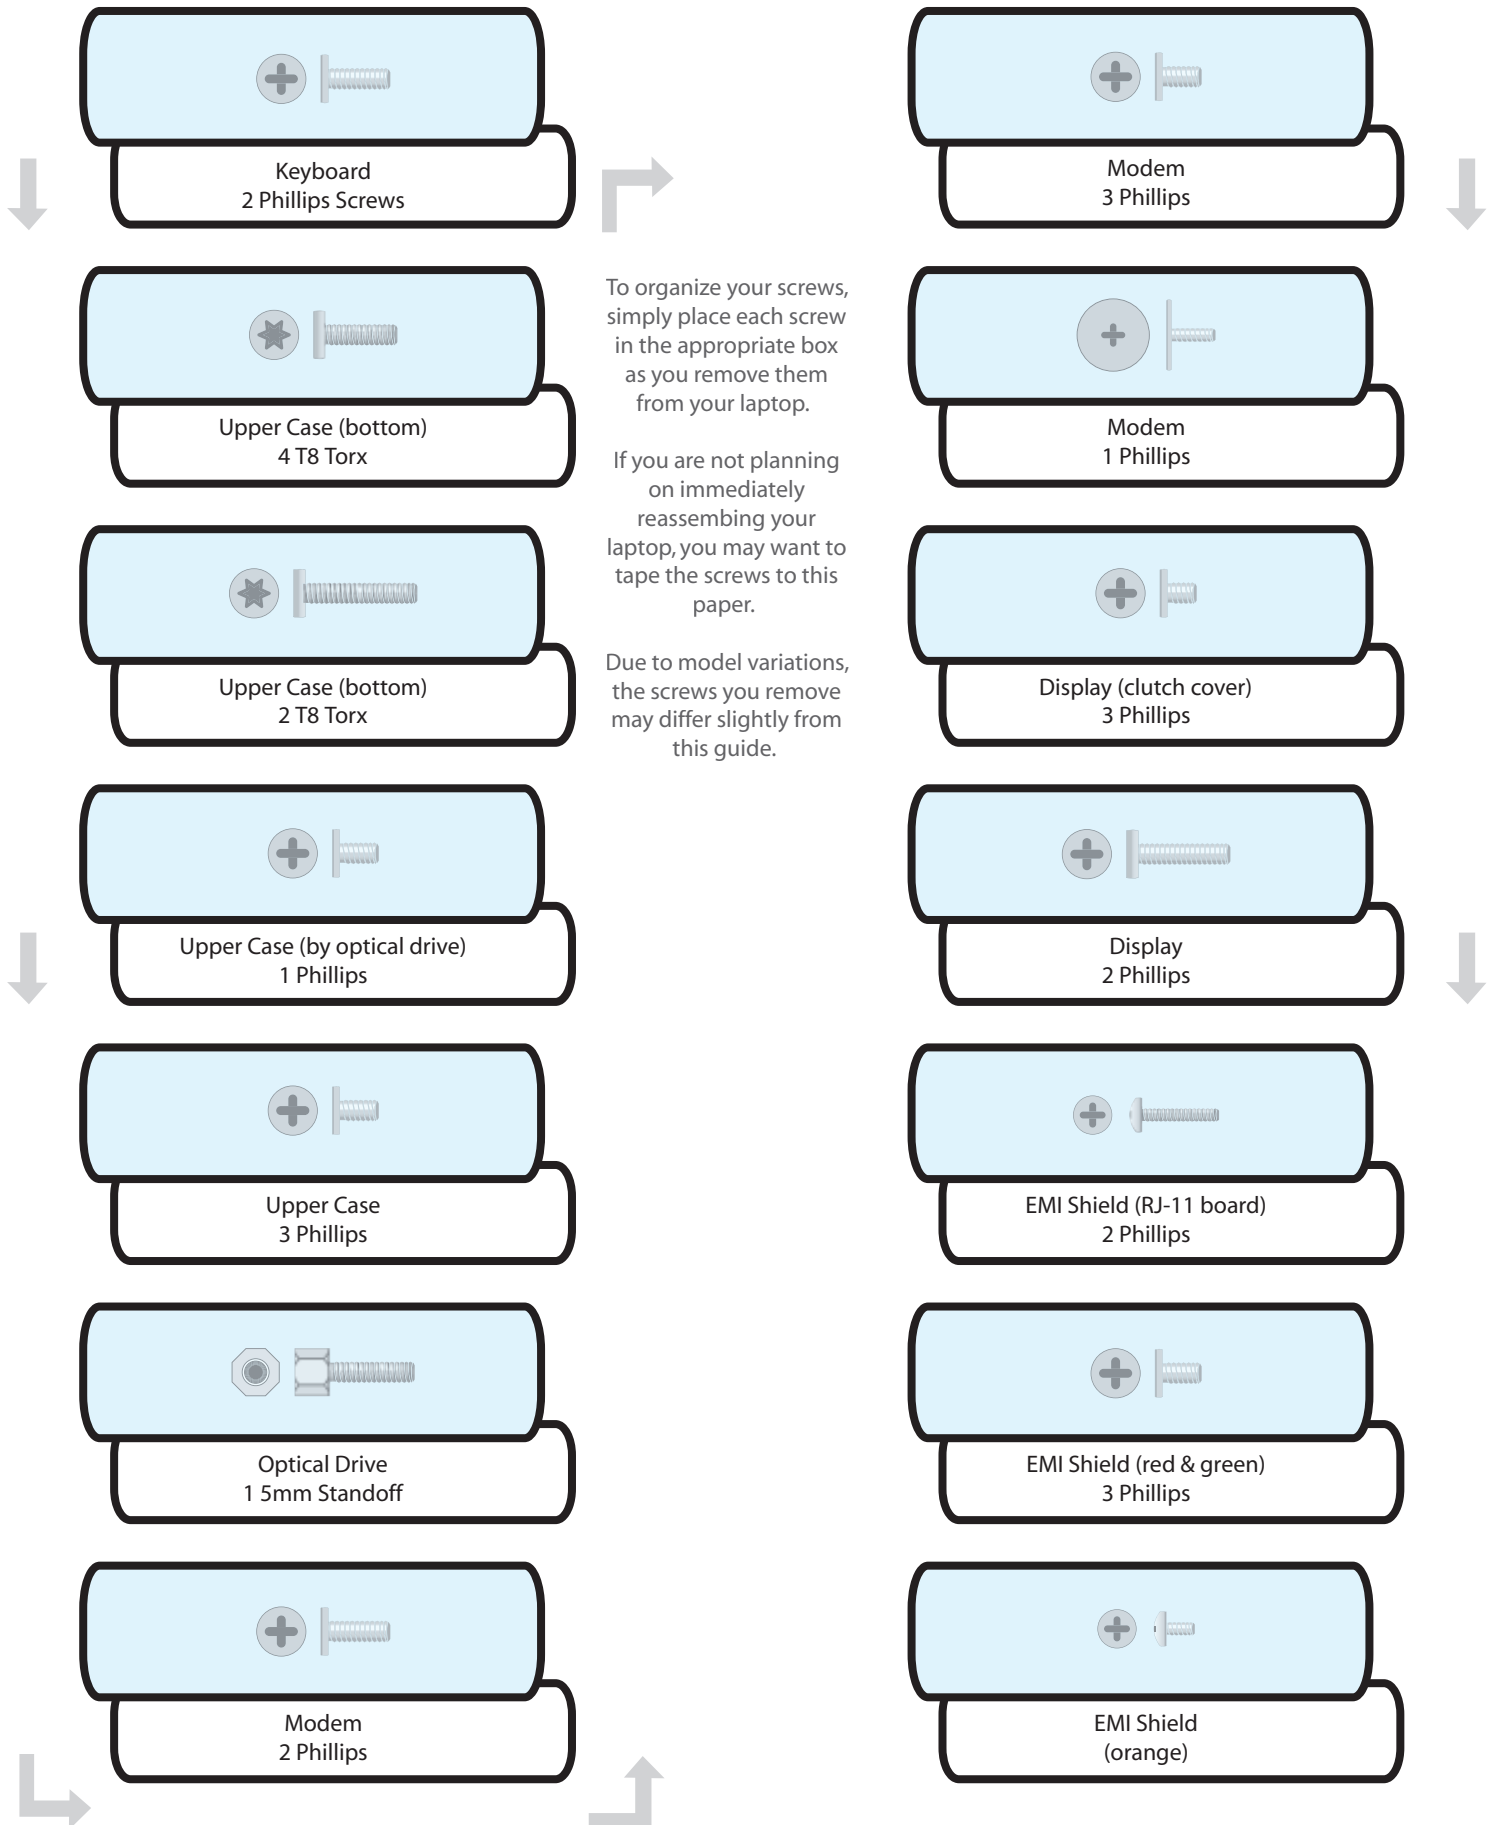 Keyboard
2 Phillips Screws
Upper Case (bottom)
4 T8 Torx
Upper Case (bottom)
2 T8 Torx
Upper Case (by optical drive)
1 Phillips
Upper Case
3 Phillips
Optical Drive
1 5mm Standoff
Modem
2 Phillips
To organize your screws,
simply place each screw
in the appropriate box
as you remove them
from your laptop.
If you are not planning
on immediately
reassembing your
laptop, you may want to
tape the screws to this
paper.
Due to model variations,
the screws you remove
may differ slightly from
this guide.
Modem
3 Phillips
Modem
1 Phillips
Display (clutch cover)
3 Phillips
Display
2 Phillips
EMI Shield (RJ-11 board)
2 Phillips
EMI Shield (red & green)
3 Phillips
EMI Shield
(orange)